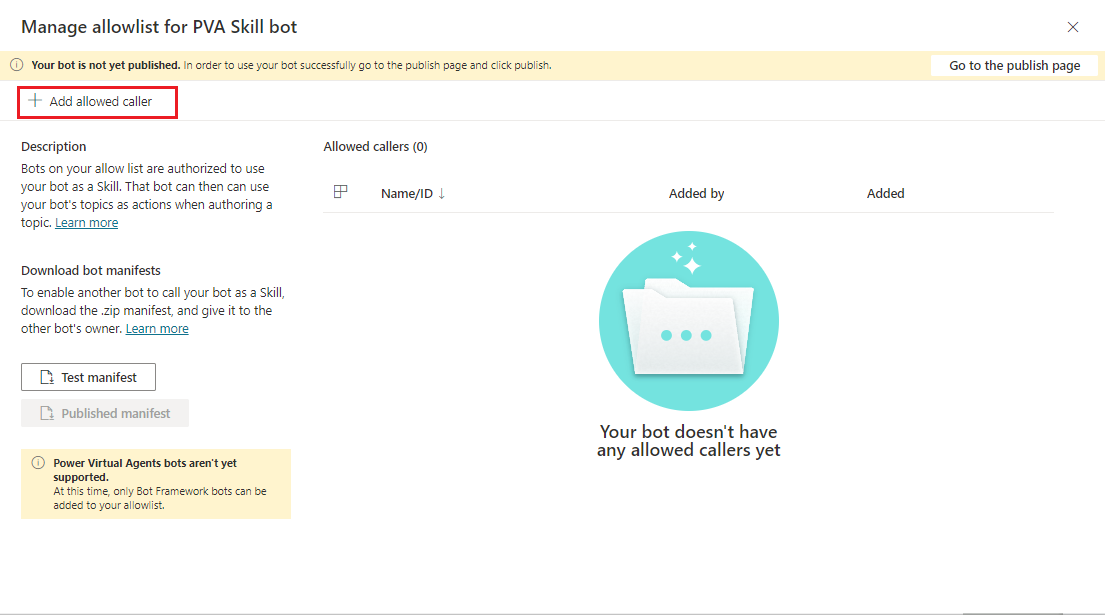 Manage allowlist for PVA Skill bot
Your bot is not yet published. In order to use your bot successfully go to the publish page and click publish.
Go to the publish page
Add allowed caller
Description
Bots on your allow list are authorized to use
your bot as a Skill. That bot can then can use
your bot's topics as actions when authoring a
topic. Learn more
Download bot manifests
To enable another bot to call your bot as a Skill,
download the .zip manifest, and give it to the
other bot's owner. Learn more
Test manifest
Published manifest
Power Virtual Agents bots aren't yet
supported.
At this time, only Bot Framework bots can be
added to your allowlist.
Allowed callers (0)
Name/ID ↓
Added by
Added
Your bot doesn't have
any allowed callers yet